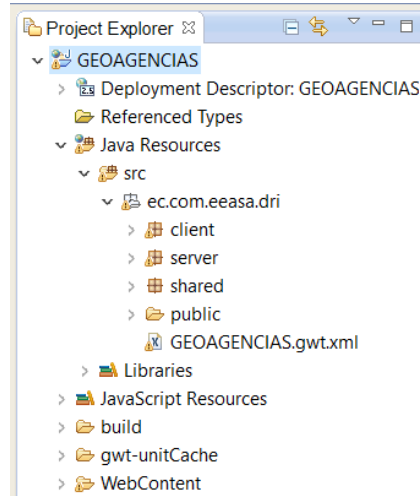 Project Explorer
GEOAGENCIAS
Deployment Descriptor: GEOAGENCIAS
Referenced Types
Java Resources
src
ec.com.eeasa.dri
client
server
shared
public
GEOAGENCIAS.gwt.xml
Libraries
JavaScript Resources
build
gwt-unitCache
WebContent